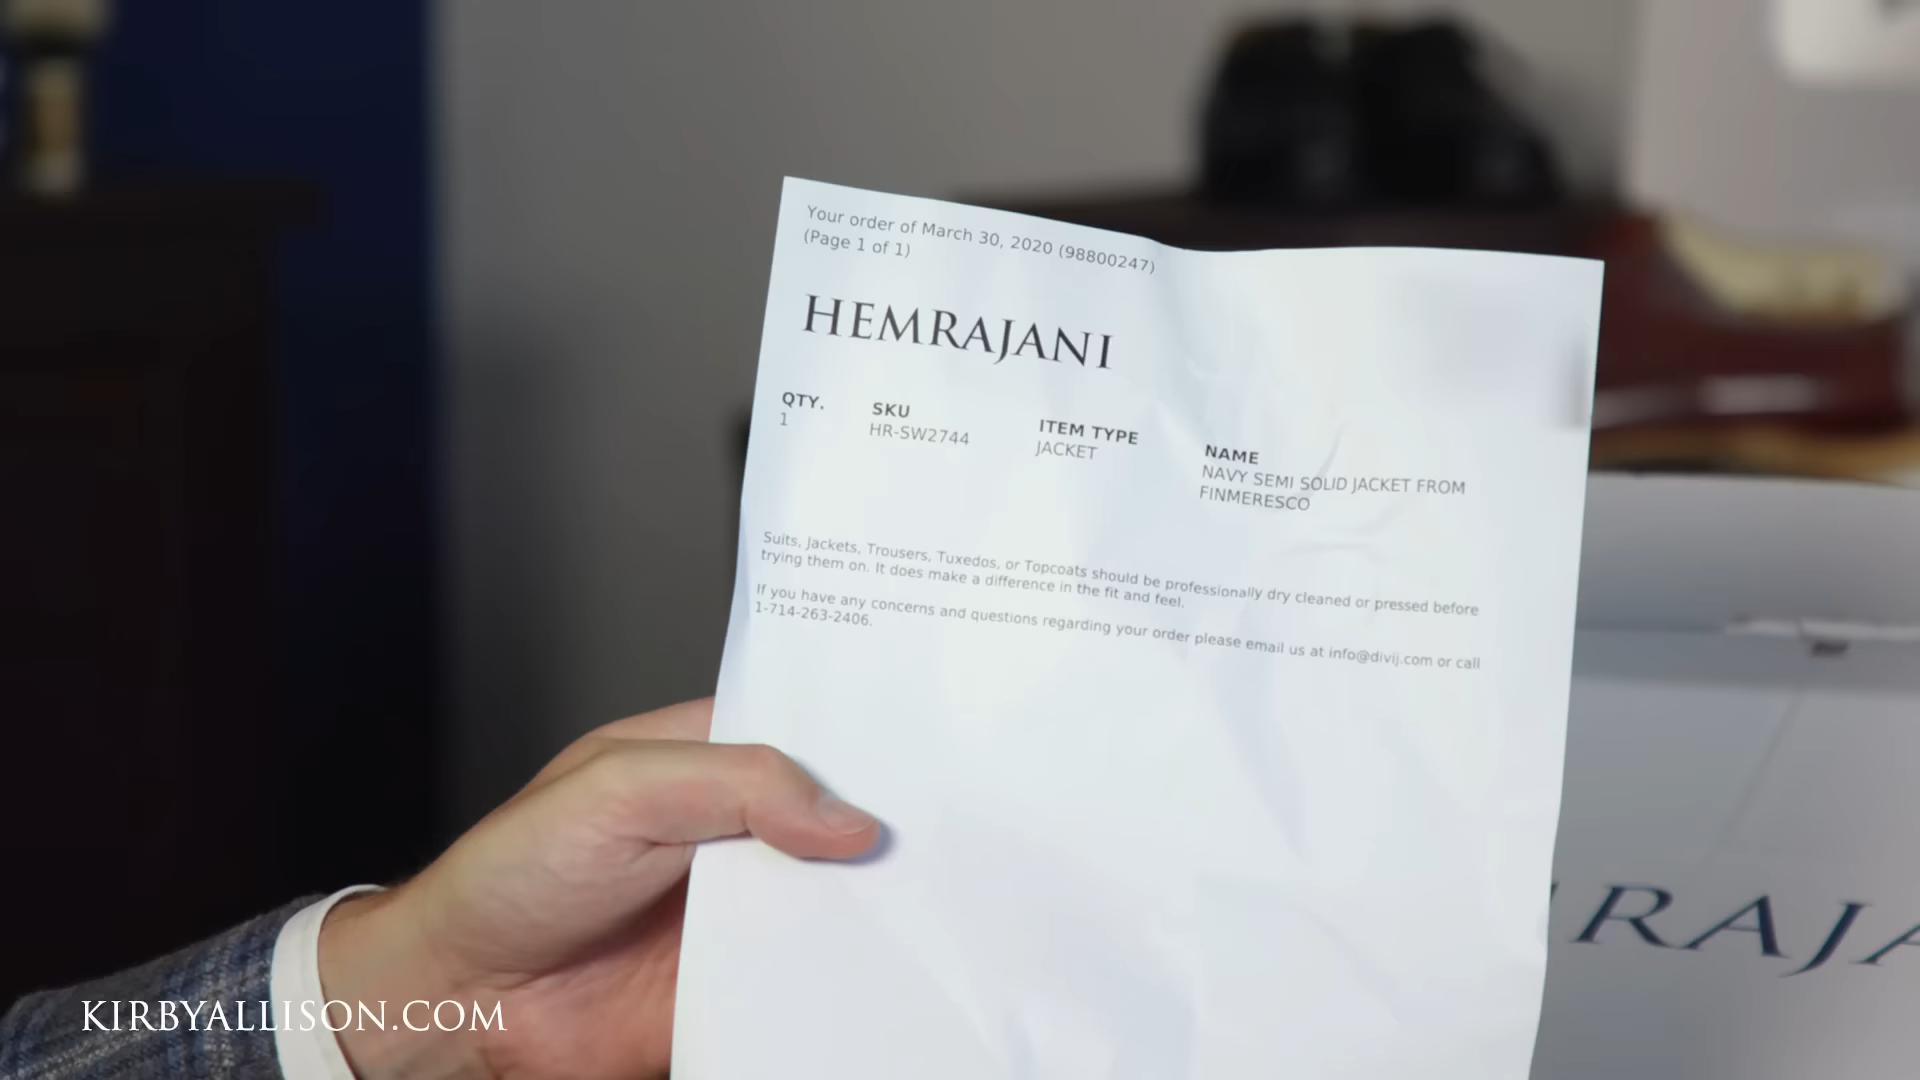 Your order of March 30, 2020 (98800247)
(Page 1 of 1)
HEMRAJANI
QTY.
1
SKU
HR-SW2744
ITEM TYPE
JACKET
NAME
NAVY SEMI SOLID JACKET FROM
FINMERESCO
Suits, Jackets, Trousers, Tuxedos, or Topcoats should be professionally dry cleaned or pressed before
trying them on. It does make a difference in the fit and feel.
If you have any concerns and questions regarding your order please email us at info@divij.com or call
1-714-263-2406.
RAJA
KIRBYALLISON.COM